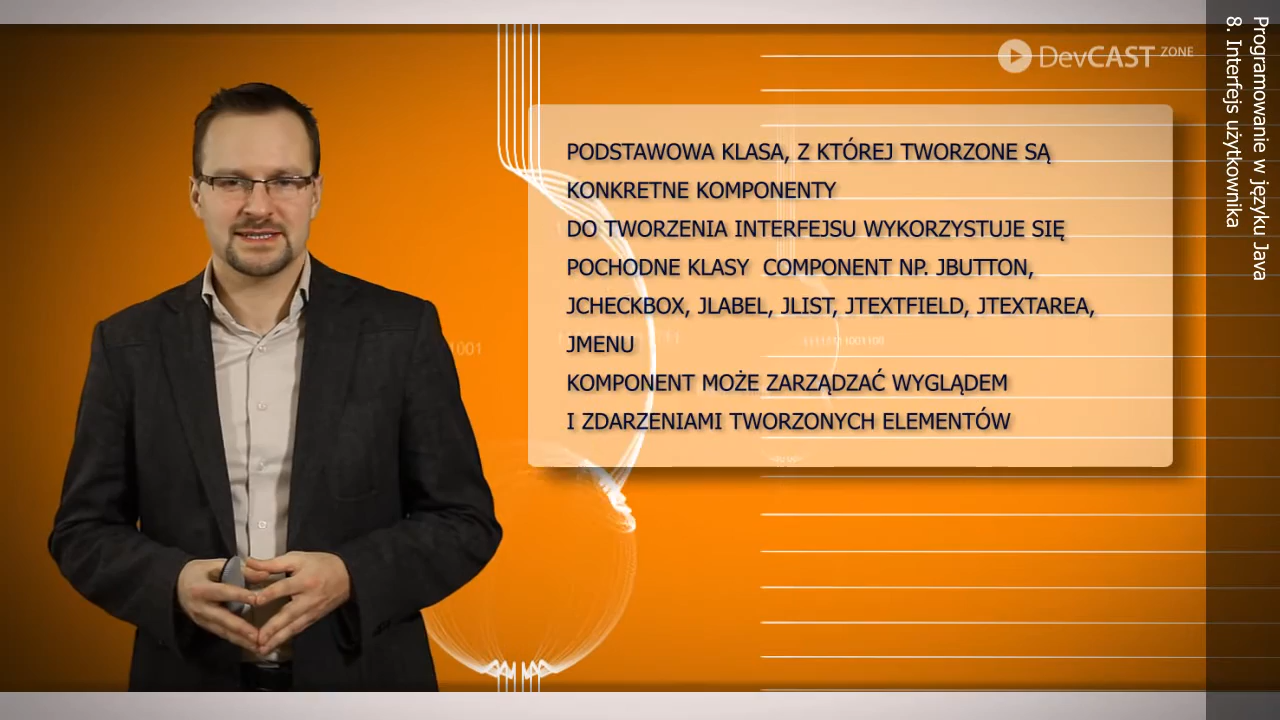 DevCAST ZONE
PODSTAWOWA KLASA, Z KTÓREJ TWORZONE SĄ
KONKRETNE KOMPONENTY
DO TWORZENIA INTERFEJSU WYKORZYSTUJE SIĘ
POCHODNE KLASY COMPONENT NP. JBUTTON,
JCHECKBOX, JLABEL, JLIST, JTEXTFIELD, JTEXTAREA,
JMENU
KOMPONENT MOŻE ZARZĄDZAĆ WYGLĄDEM
I ZDARZENIAMI TWORZONYCH ELEMENTÓW
Programowanie w języku Java
8. Interfejs użytkownika